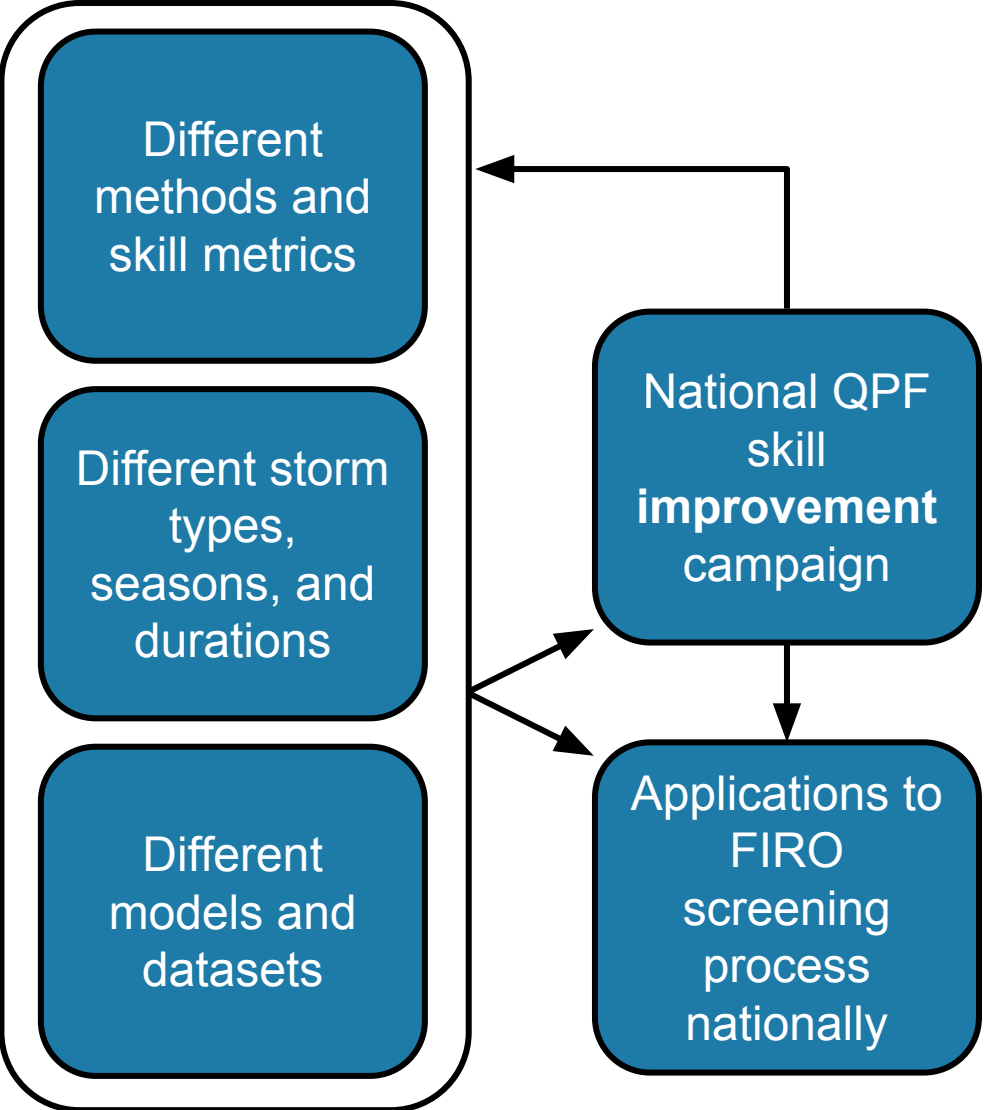 Different
methods and
skill metrics
Different storm
types,
seasons, and
durations
Different
models and
datasets
National QPF
skill
improvement
campaign
Applications to
FIRO
screening
process
nationally